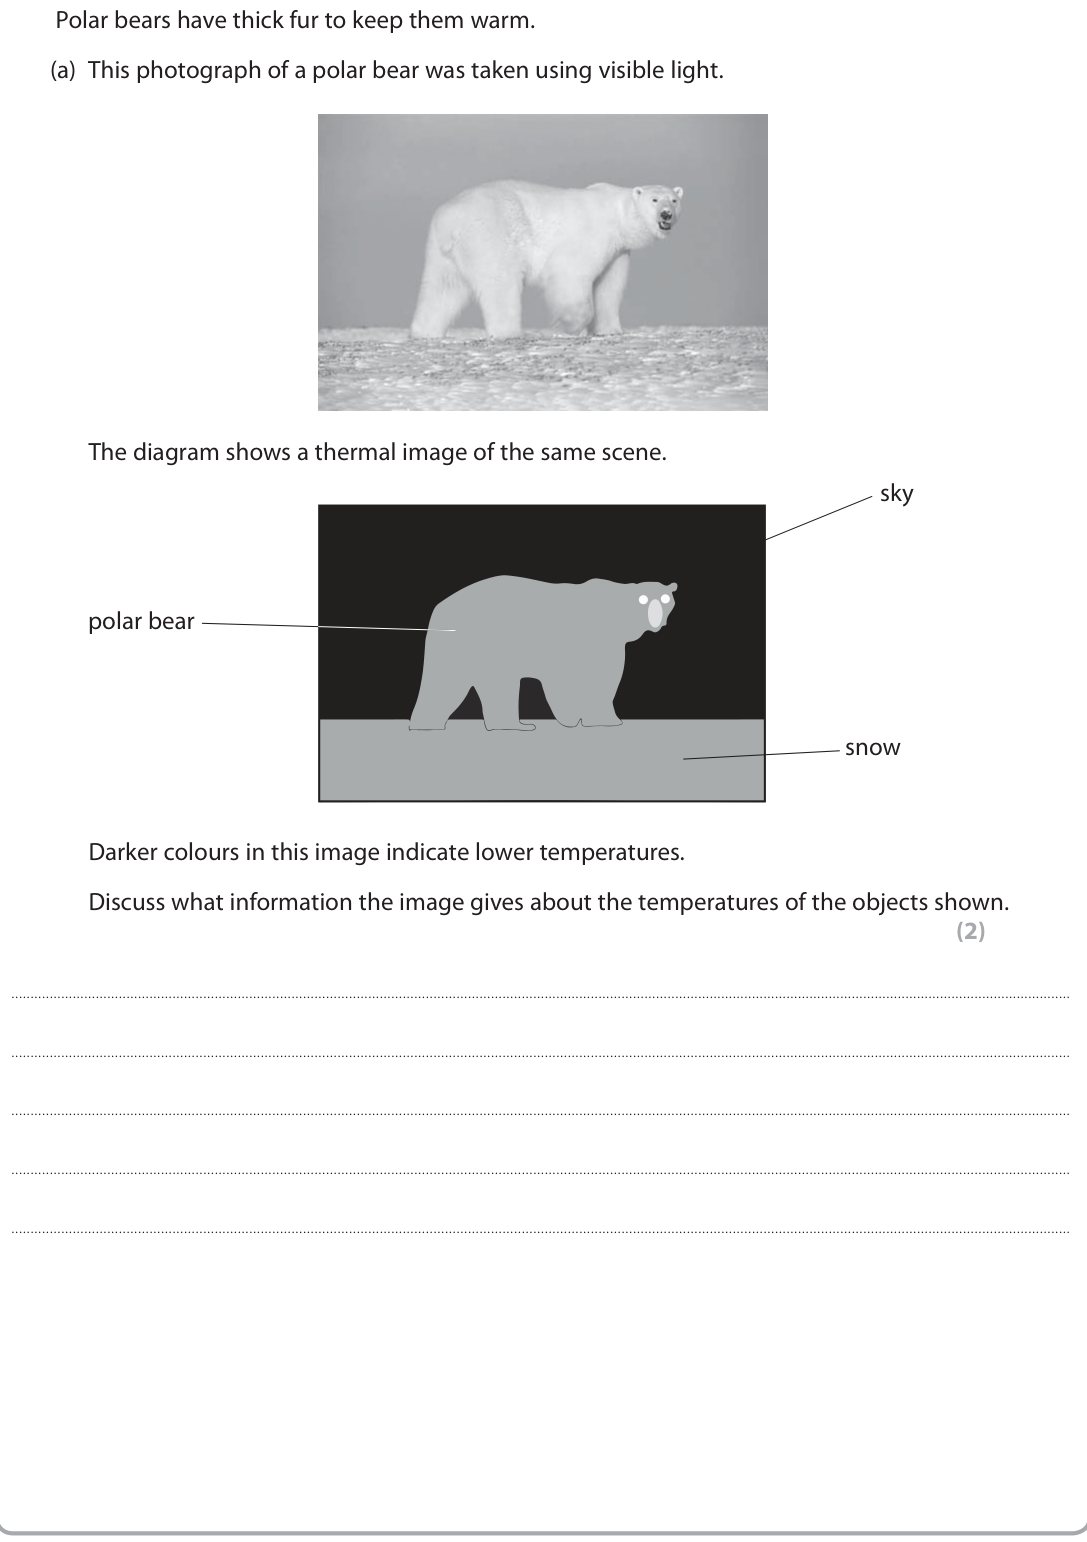 Polar bears have thick fur to keep them warm.
(a) This photograph of a polar bear was taken using visible light.
The diagram shows a thermal image of the same scene.
sky
polar bear
snow
Darker colours in this image indicate lower temperatures.
Discuss what information the image gives about the temperatures of the objects shown.
(2)